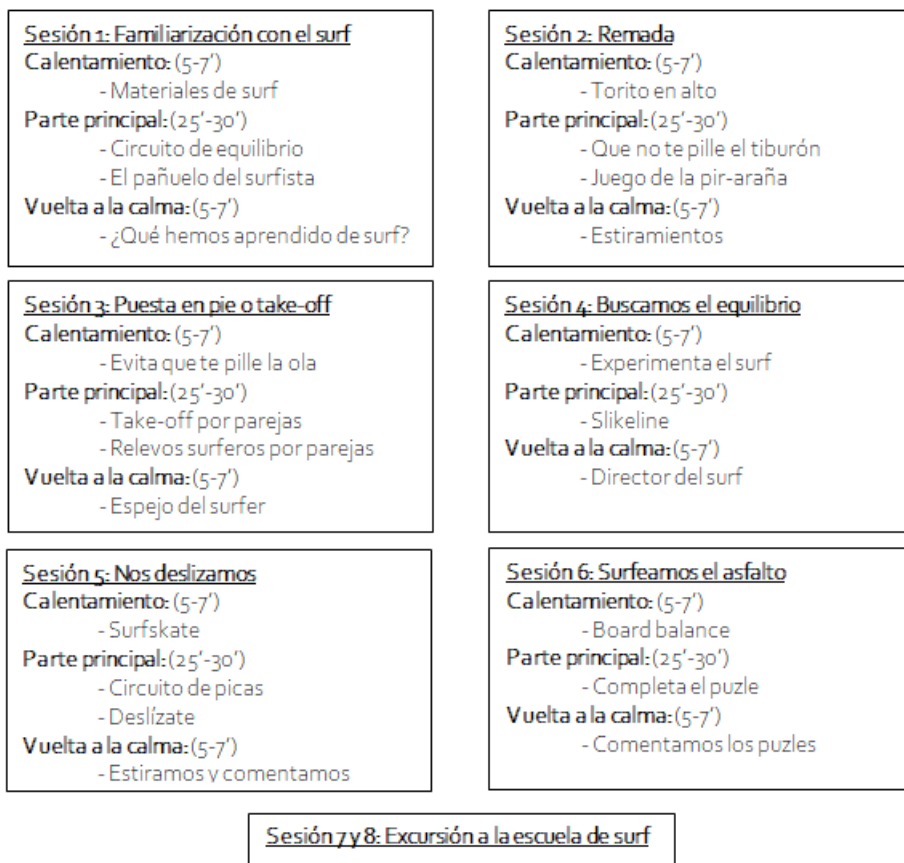 Sesión 1: Familiarización con el surf
Calentamiento: (5-7')
- Materiales de surf
Parte principal: (25'-30')
- Circuito de equilibrio
- El pañuelo del surfista
Vuelta a la calma: (5-7')
- ¿Qué hemos aprendido de surf?
Sesión 2: Remada
Calentamiento: (5-7')
- Torito en alto
Parte principal: (25'-30')
- Que no te pille el tiburón
- Juego de la pir-araña
Vuelta a la calma: (5-7')
- Estiramientos
Sesión 3: Puesta en pie o take-off
Calentamiento: (5-7')
- Evita que te pille la ola
Parte principal: (25'-30')
- Take-off por parejas
- Relevos surferos por parejas
Vuelta a la calma: (5-7')
- Espejo del surfer
Sesión 4: Buscamos el equilibrio
Calentamiento: (5-7')
- Experimenta el surf
Parte principal: (25'-30')
- Slikeline
Vuelta a la calma: (5-7')
- Director del surf
Sesión 5: Nos deslizamos
Calentamiento: (5-7')
- Surfskate
Parte principal: (25'-30')
- Circuito de picas
- Deslízate
Vuelta a la calma: (5-7')
- Estiramos y comentamos
Sesión 6: Surfeamos el asfalto
Calentamiento: (5-7')
- Board balance
Parte principal: (25'-30')
- Completa el puzle
Vuelta a la calma: (5-7')
- Comentamos los puzles
Sesión 7 y 8: Excursión a la escuela de surf